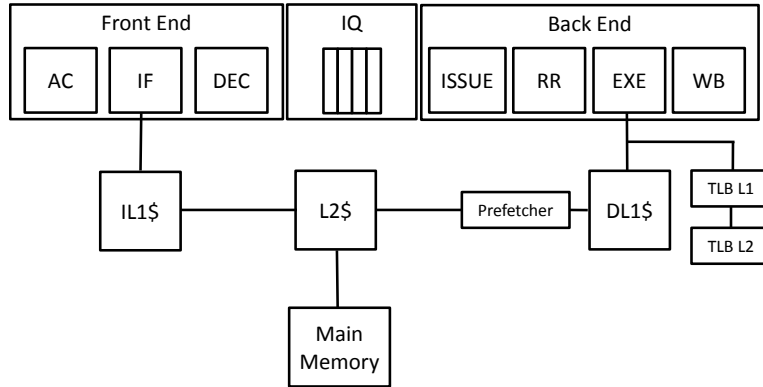 Front End
IQ
Back End
AC
IF
DEC
ISSUE
RR
EXE
WB
IL1$
L2$
Prefetcher
DL1$
TLB L1
TLB L2
Main
Memory